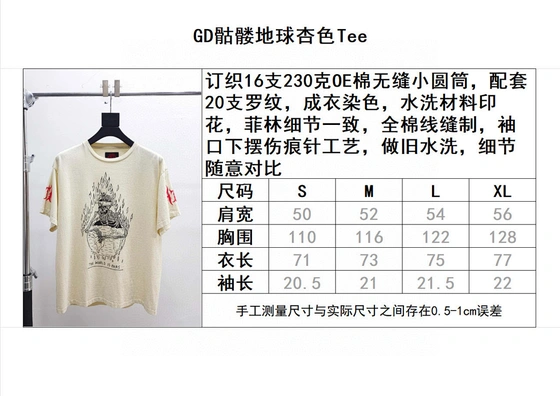 GD骷髅地球杏色Tee
订织16支230克OE棉无缝小圆筒，配套
20支罗纹，成衣染色，水洗材料印
花，菲林细节一致，全棉线缝制，袖
口下摆伤痕针工艺，做旧水洗，细节
随意对比
尺码 S M L XL
肩宽 50 52 54 56
胸围 110 116 122 128
衣长 71 73 75 77
袖长 20.5 21 21.5 22
手工测量尺寸与实际尺寸之间存在0.5-1cm误差